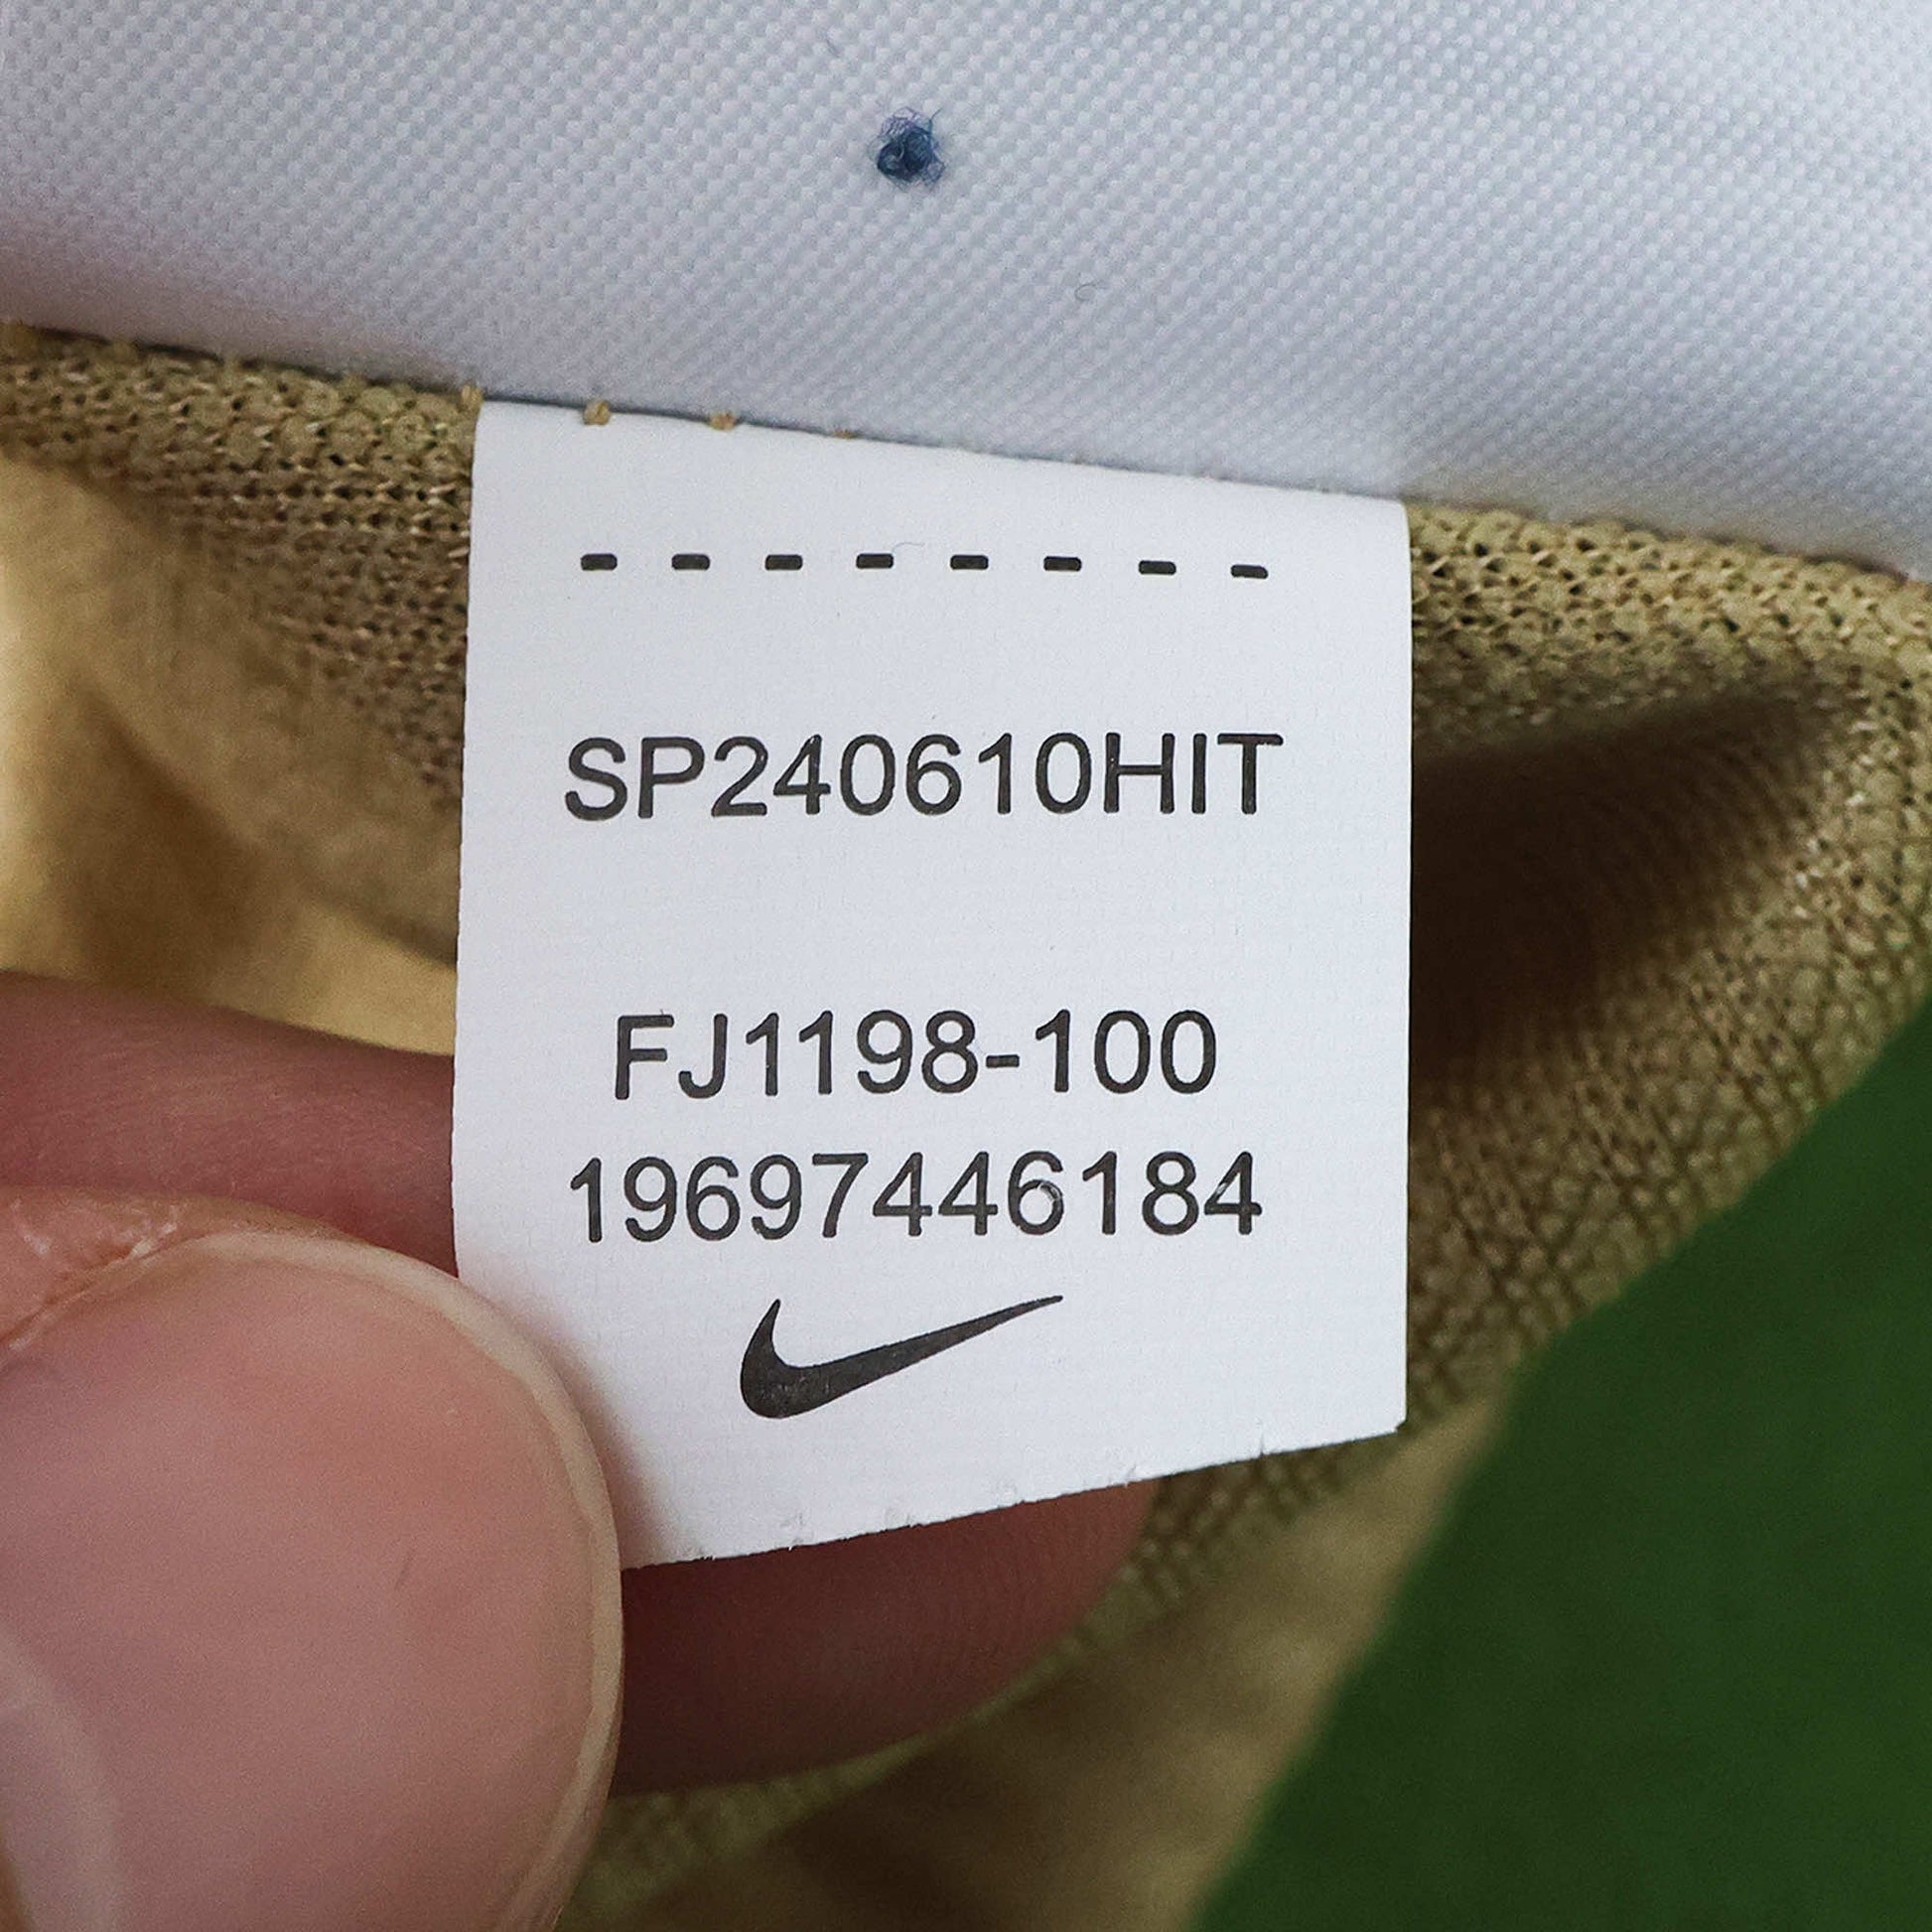 - - - - - - - -
SP240610HIT
FJ1198-100
19697446184